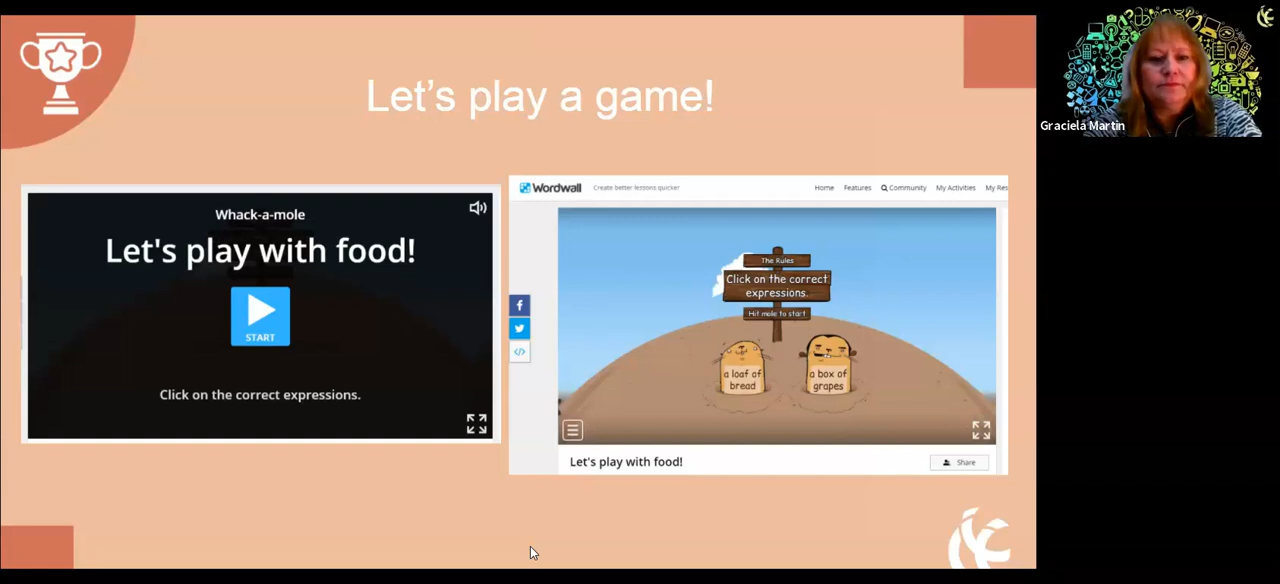 Let's play a game!
Whack-a-mole
Let's play with food!
START
Click on the correct expressions.
Wordwall
Create better lessons quicker
Home Features Community My Activities My Res
The Rules
Click on the correct
expressions.
Hit mole to start
a loaf of
bread
a box of
grapes
Let's play with food!
Share
Graciela Martin